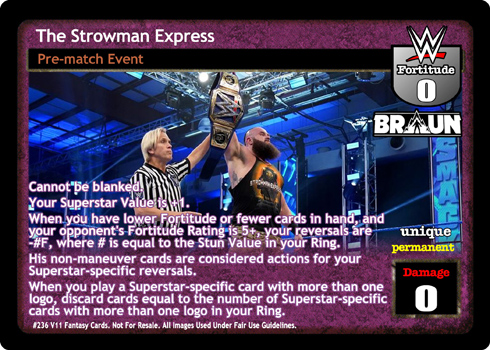 The Strowman Express
Pre-match Event
Fortitude
0
BRAUN
Cannot be blanked.
Your Superstar Value is -1.
When you have lower Fortitude or fewer cards in hand, and
your opponent's Fortitude Rating is 5+, your reversals are
-#F, where # is equal to the Stun Value in your Ring.
His non-maneuver cards are considered actions for your
Superstar-specific reversals.
When you play a Superstar-specific card with more than one
logo, discard cards equal to the number of Superstar-specific
cards with more than one logo in your Ring.
unique
permanent
Damage
0
#236 V11 Fantasy Cards. Not For Resale. All Images Used Under Fair Use Guidelines.